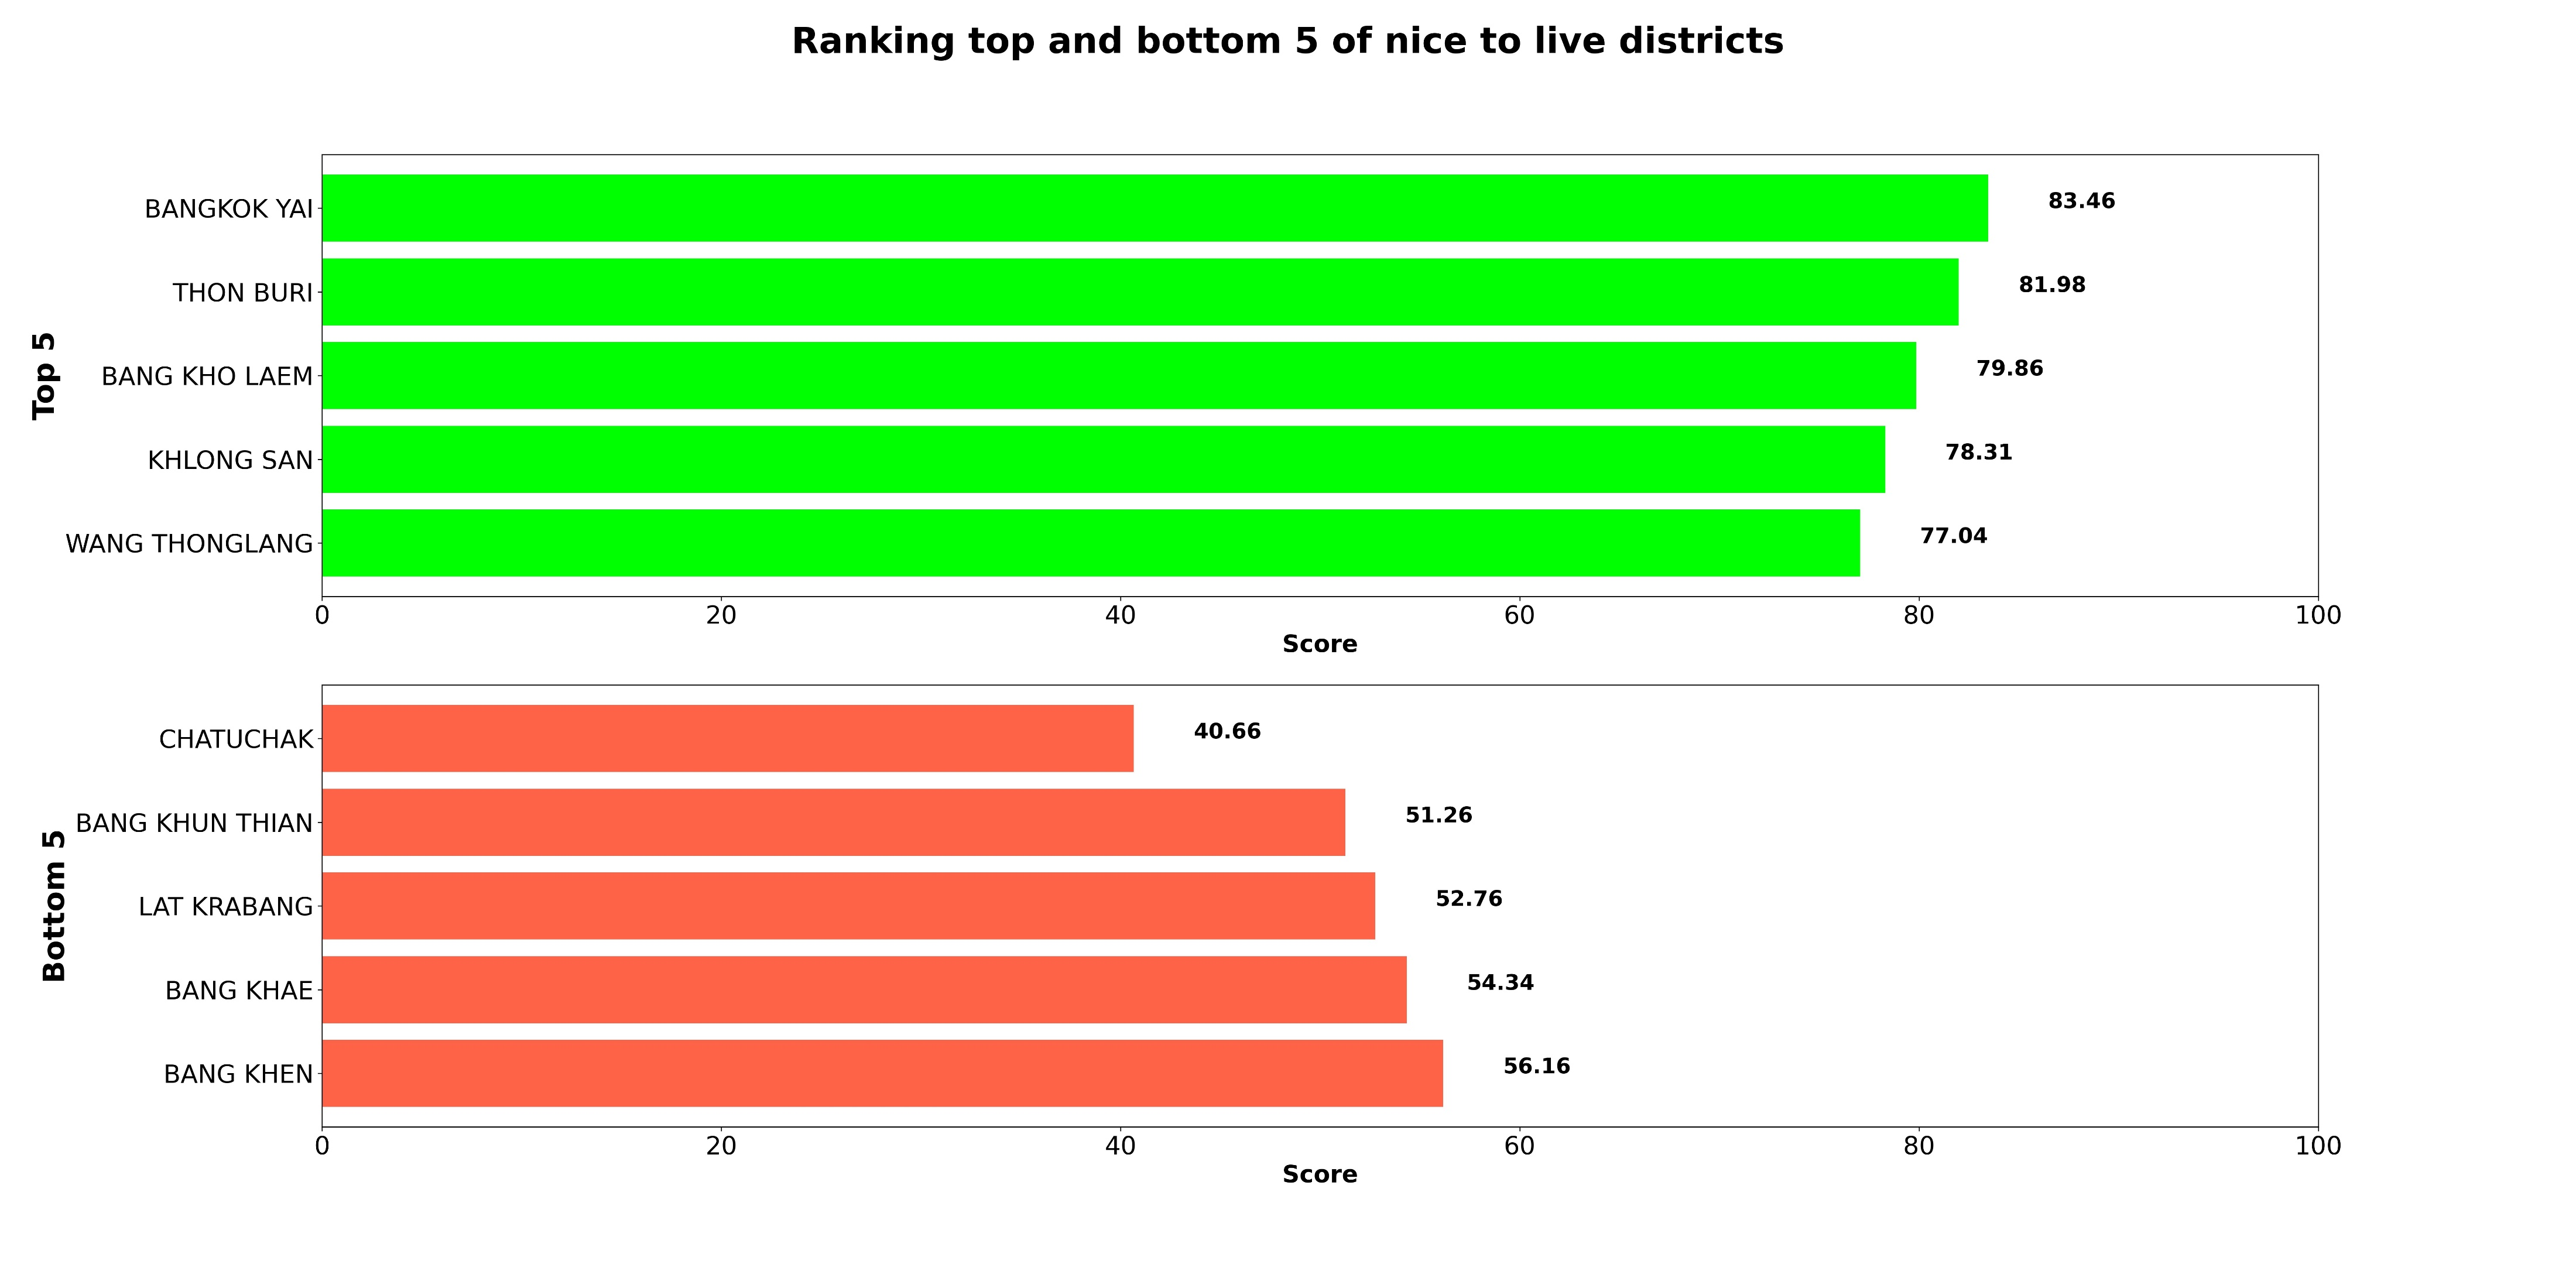 Ranking top and bottom 5 of nice to live districts
Top 5
BANGKOK YAI 83.46
THON BURI 81.98
BANG KHO LAEM 79.86
KHLONG SAN 78.31
WANG THONGLANG 77.04
0 20 40 60 80 100
Score
Bottom 5
CHATUCHAK 40.66
BANG KHUN THIAN 51.26
LAT KRABANG 52.76
BANG KHAE 54.34
BANG KHEN 56.16
0 20 40 60 80 100
Score